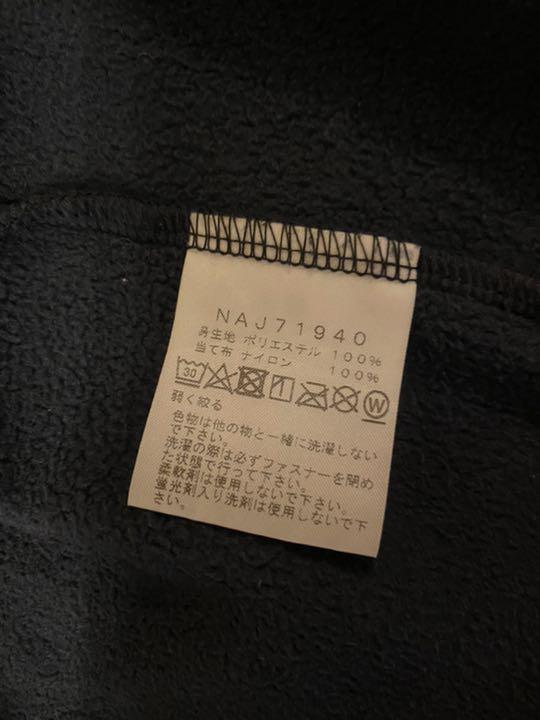 NAJ71940
身生地 ポリエステル 100%
当て布 ナイロン 100%
30 W
弱く絞る
色物は他の物と一緒に洗濯しない
で下さい。
洗濯の際は必ずファスナーを閉め
た状態で行って下さい。
柔軟剤は使用しないで下さい。
蛍光剤入り洗剤は使用しないで下
さい。